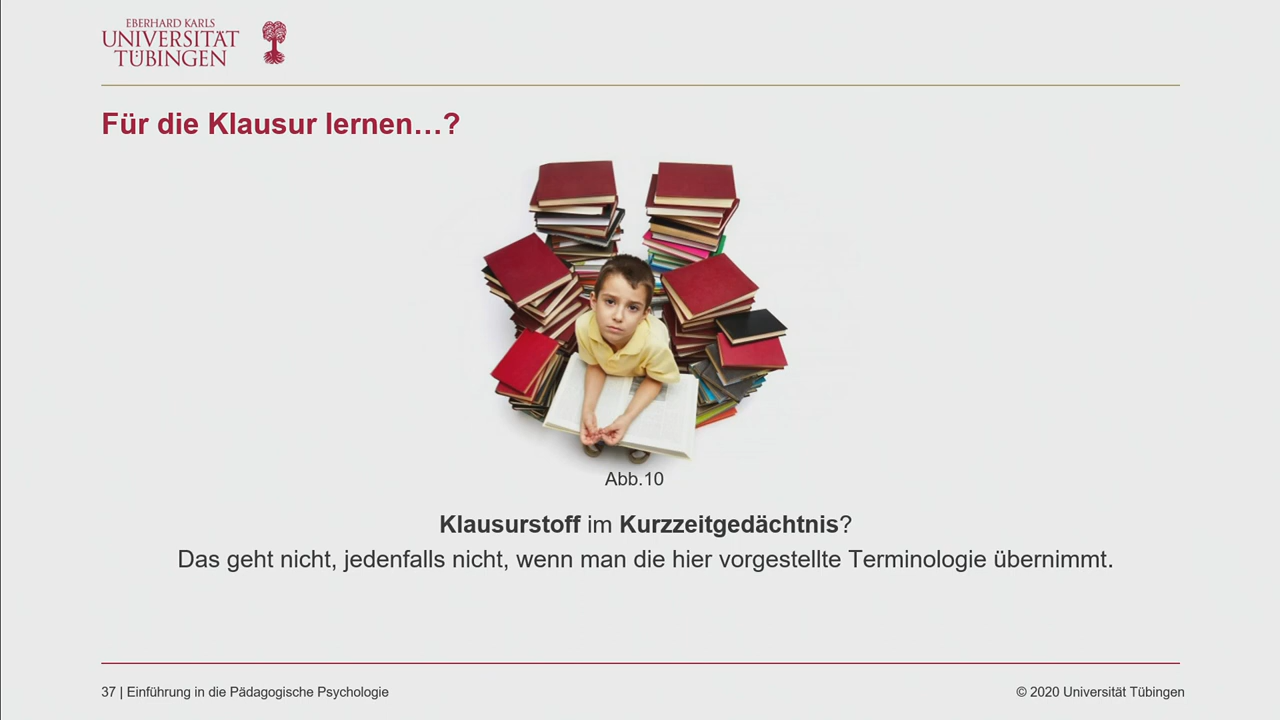 EBERHARD KARLS
UNIVERSITÄT
TÜBINGEN
Für die Klausur lernen…?
Abb.10
Klausurstoff im Kurzzeitgedächtnis?
Das geht nicht, jedenfalls nicht, wenn man die hier vorgestellte Terminologie übernimmt.
37 | Einführung in die Pädagogische Psychologie
© 2020 Universität Tübingen